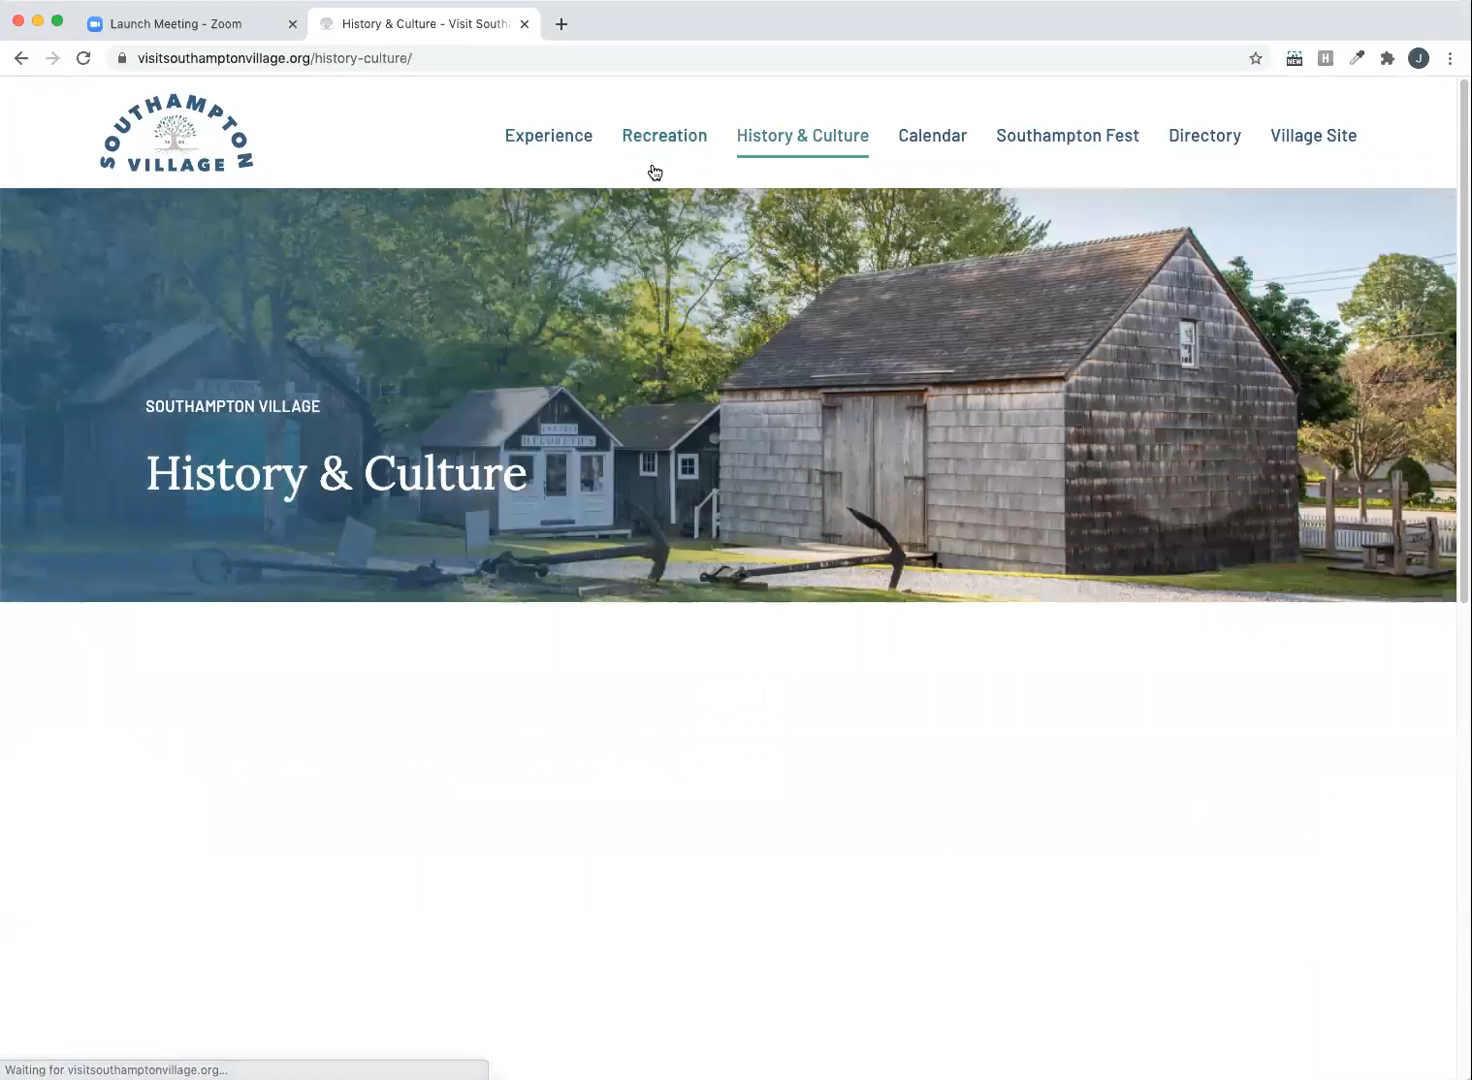 Launch Meeting - Zoom
History & Culture - Visit South
visitsouthamptonvillage.org/history-culture/
NEW
H
J
SOUTHAMPTON
VILLAGE
Experience
Recreation
History & Culture
Calendar
Southampton Fest
Directory
Village Site
SOUTHAMPTON VILLAGE
History & Culture
Waiting for visitsouthamptonvillage.org...